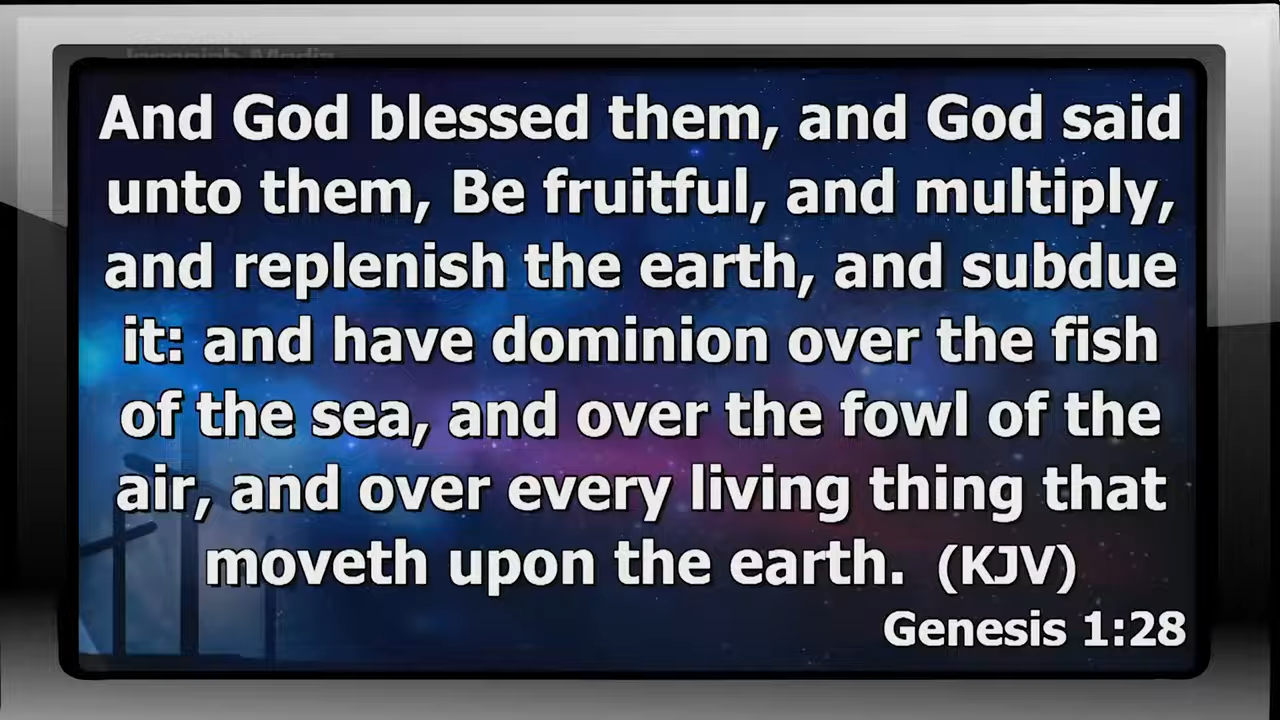 And God blessed them, and God said
unto them, Be fruitful, and multiply,
and replenish the earth, and subdue
it: and have dominion over the fish
of the sea, and over the fowl of the
air, and over every living thing that
moveth upon the earth. (KJV)
Genesis 1:28